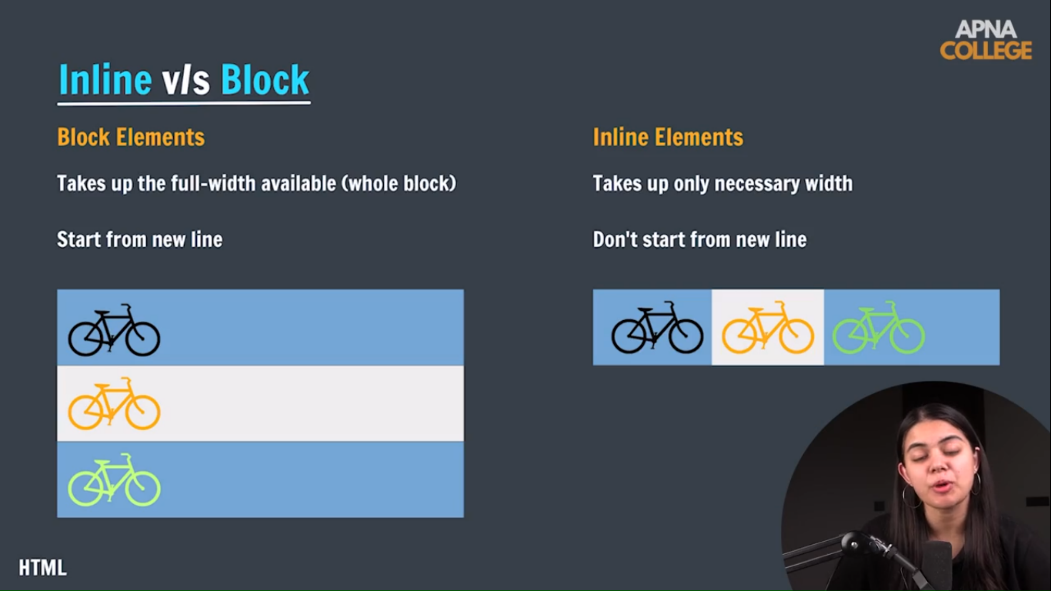 APNA
COLLEGE
Inline v/s Block
Block Elements
Takes up the full-width available (whole block)
Start from new line
Inline Elements
Takes up only necessary width
Don't start from new line
HTML